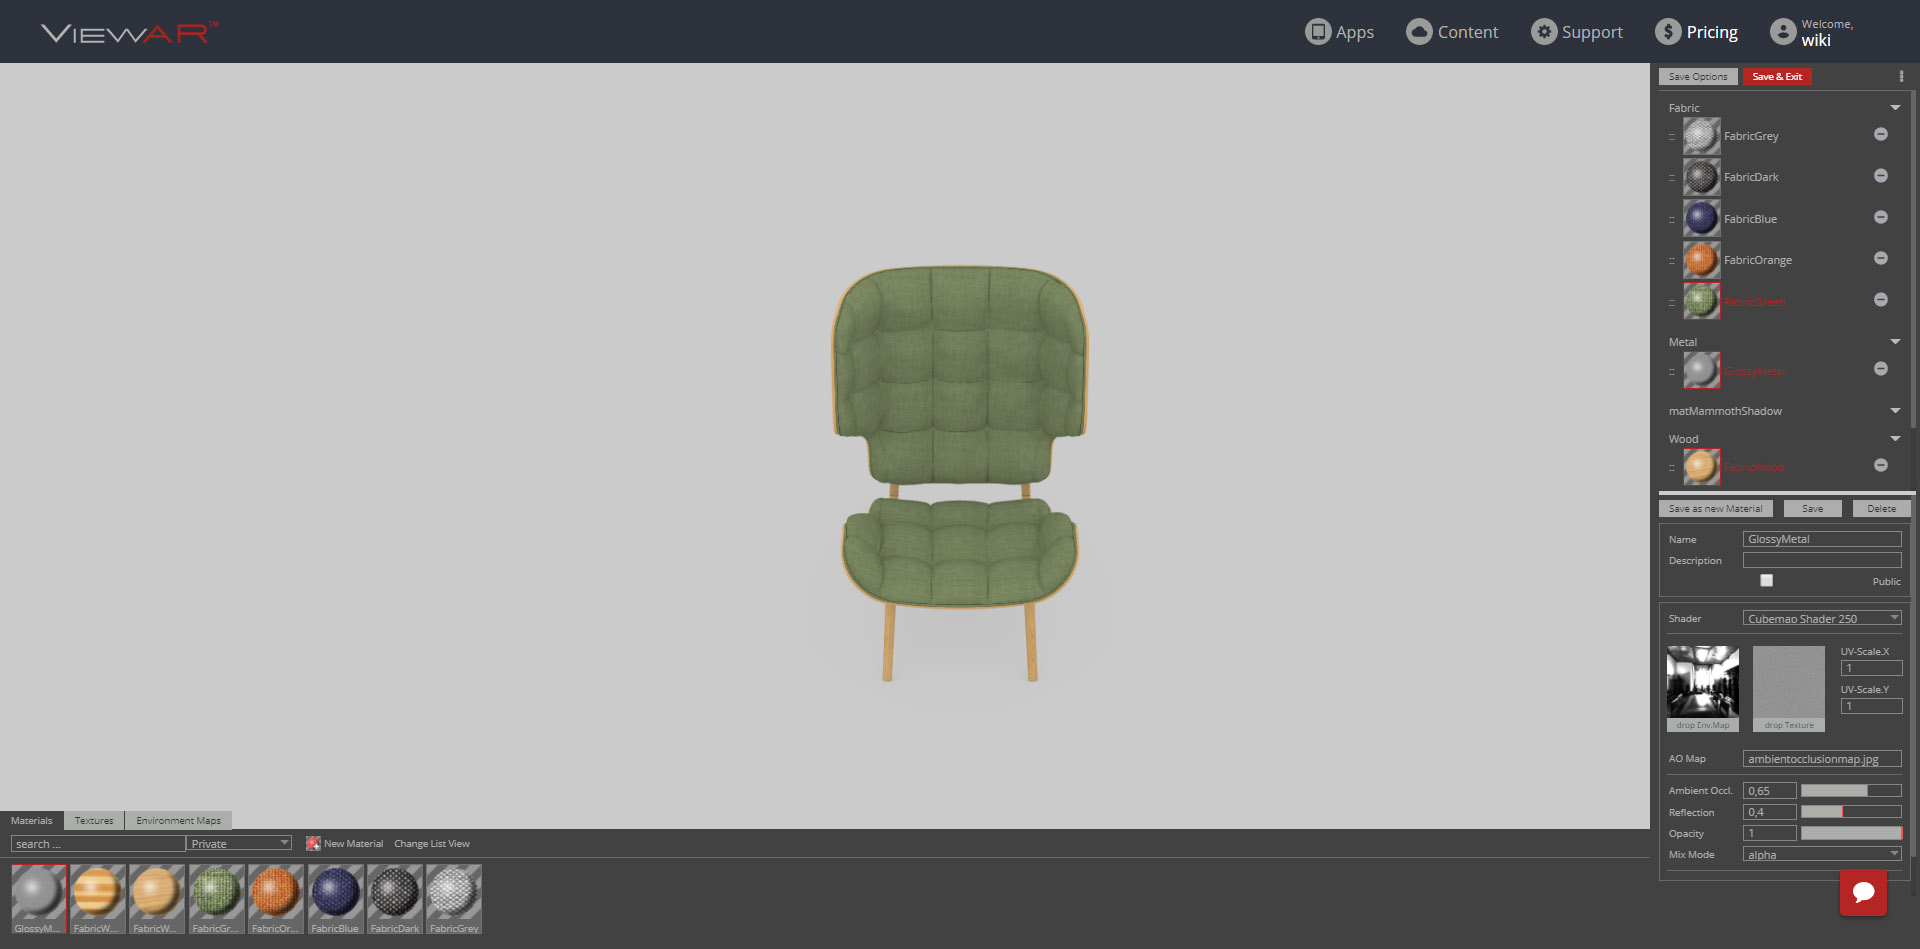 VIEWAR™
Apps
Content
Support
Pricing
Welcome,
wiki
Save Options
Save & Exit
Fabric
FabricGrey
FabricDark
FabricBlue
FabricOrange
FabricGreen
Metal
GlossyMetal
matMammothShadow
Wood
FabricWood
Save as new Material
Save
Delete
Name
GlossyMetal
Description
Public
Shader
Cubemap Shader 250
drop Env.Map
drop Texture
UV-Scale.X
1
UV-Scale.Y
1
AO Map
ambientocclusionmap.jpg
Ambient Occl.
0,65
Reflection
0,4
Opacity
1
Mix Mode
alpha
Materials
Textures
Environment Maps
search ...
Private
New Material
Change List View
GlossyM...
FabricW...
FabricW...
FabricGr...
FabricOr...
FabricBlue
FabricDark
FabricGrey